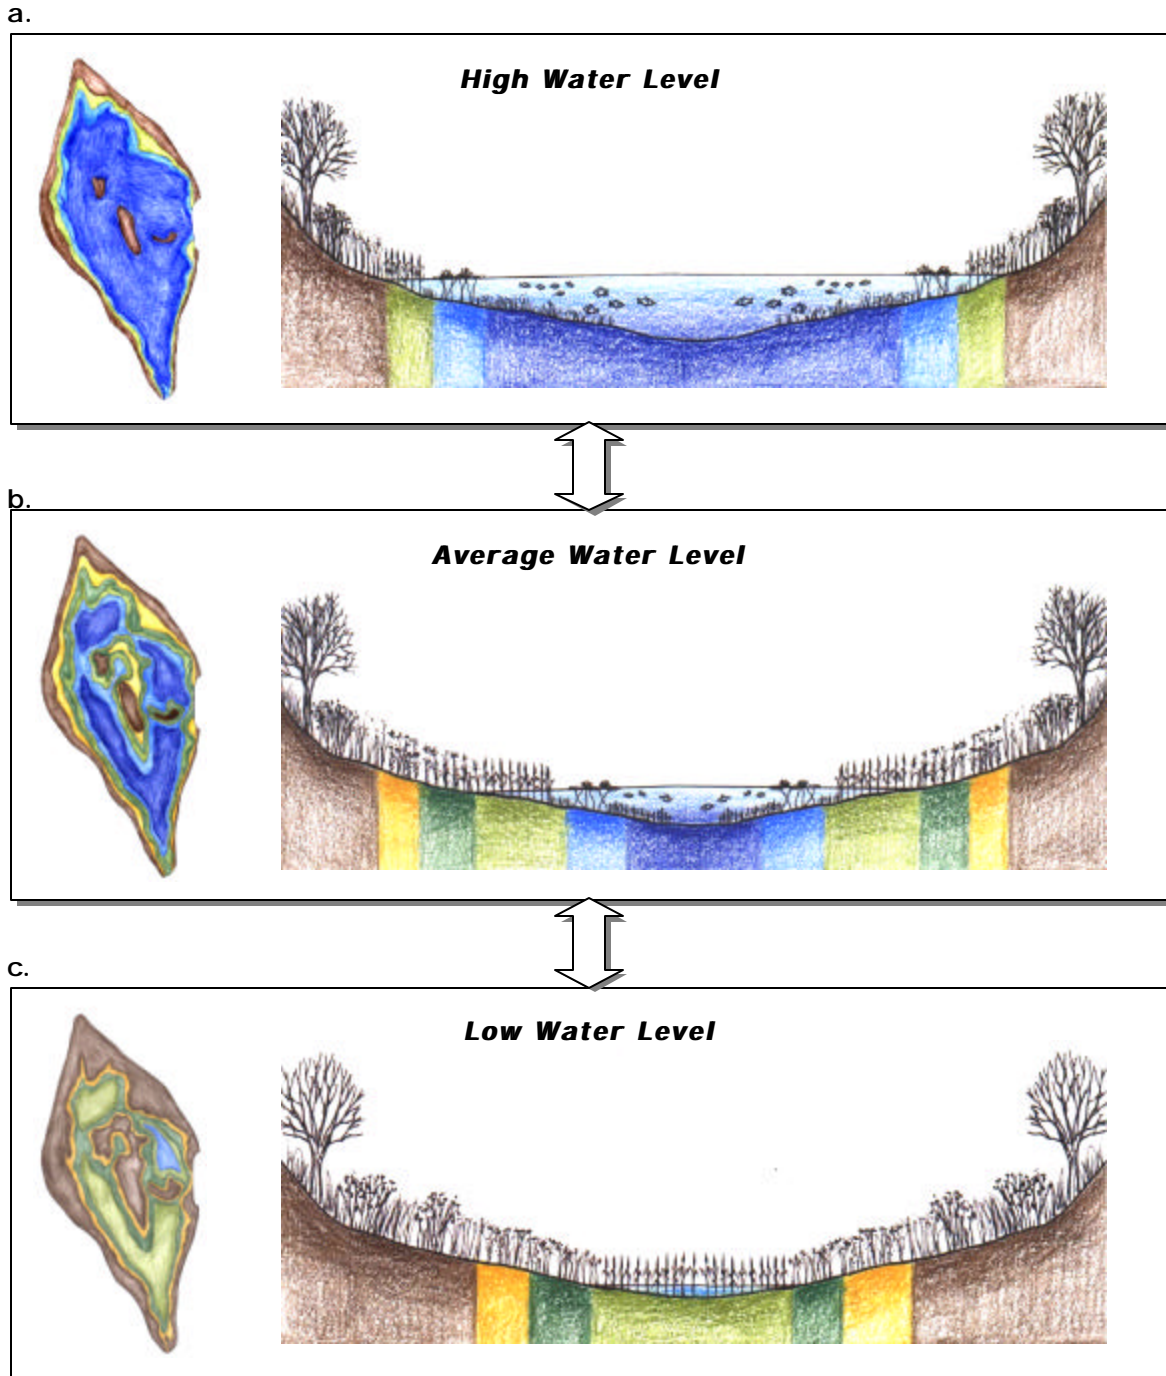 a.
High Water Level
b.
Average Water Level
c.
Low Water Level